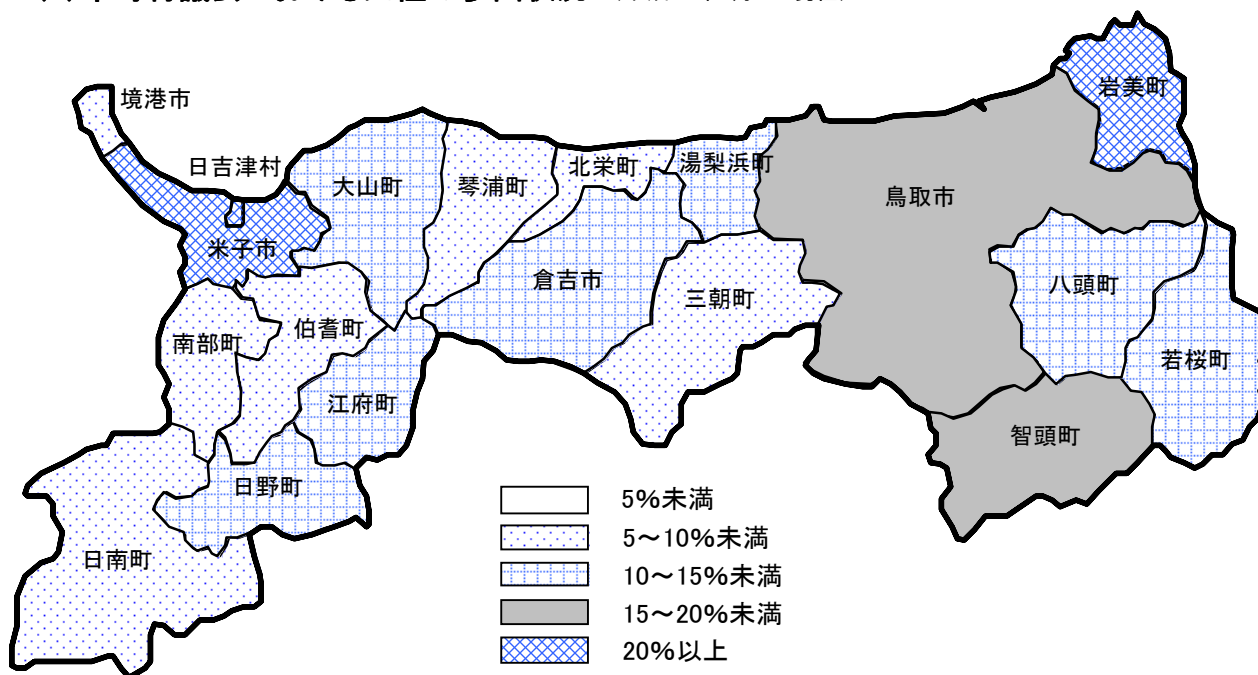 境港市
岩美町
日吉津村
大山町
琴浦町
北栄町
湯梨浜町
鳥取市
米子市
倉吉市
三朝町
八頭町
南部町
伯耆町
若桜町
江府町
智頭町
日野町
日南町
5%未満
5～10%未満
10～15%未満
15～20%未満
20%以上